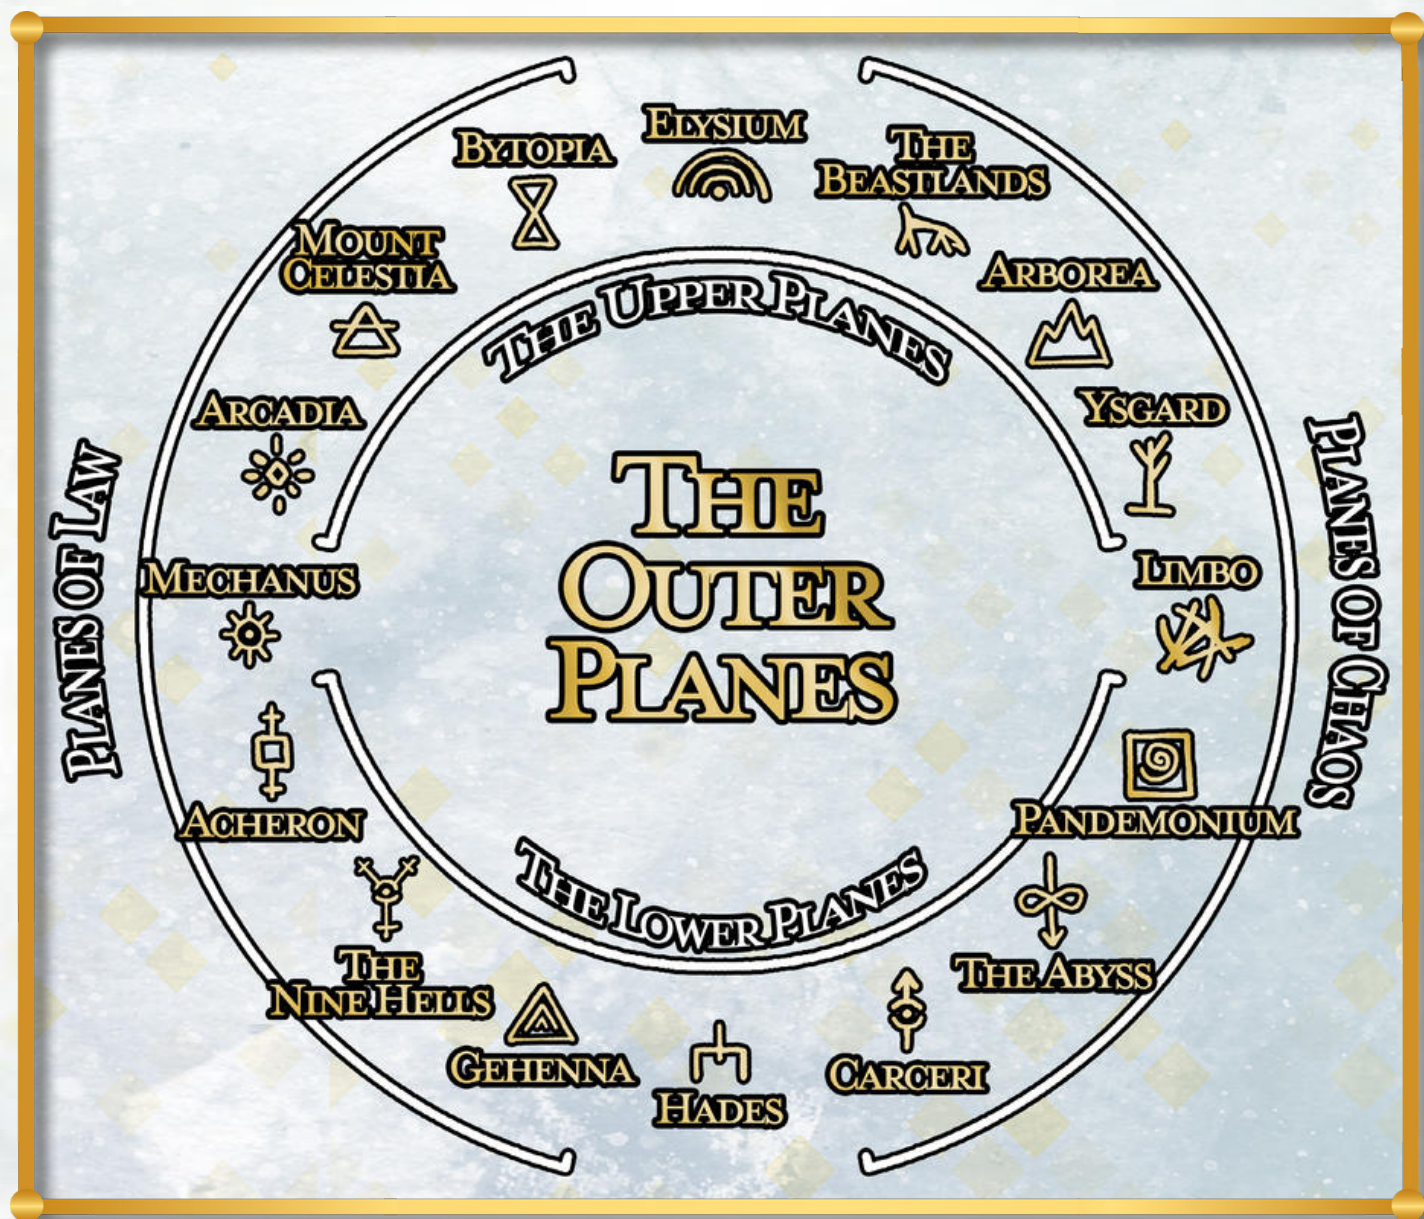 Elysium
Bytopia
The
Beastlands
Mount
Celestia
Arborea
The Upper Planes
Arcadia
Ysgard
Planes of Law
The
Outer
Planes
Planes of Chaos
Mechanus
Limbo
Acheron
Pandemonium
The Lower Planes
The
Nine Hells
The Abyss
Gehenna
Carceri
Hades